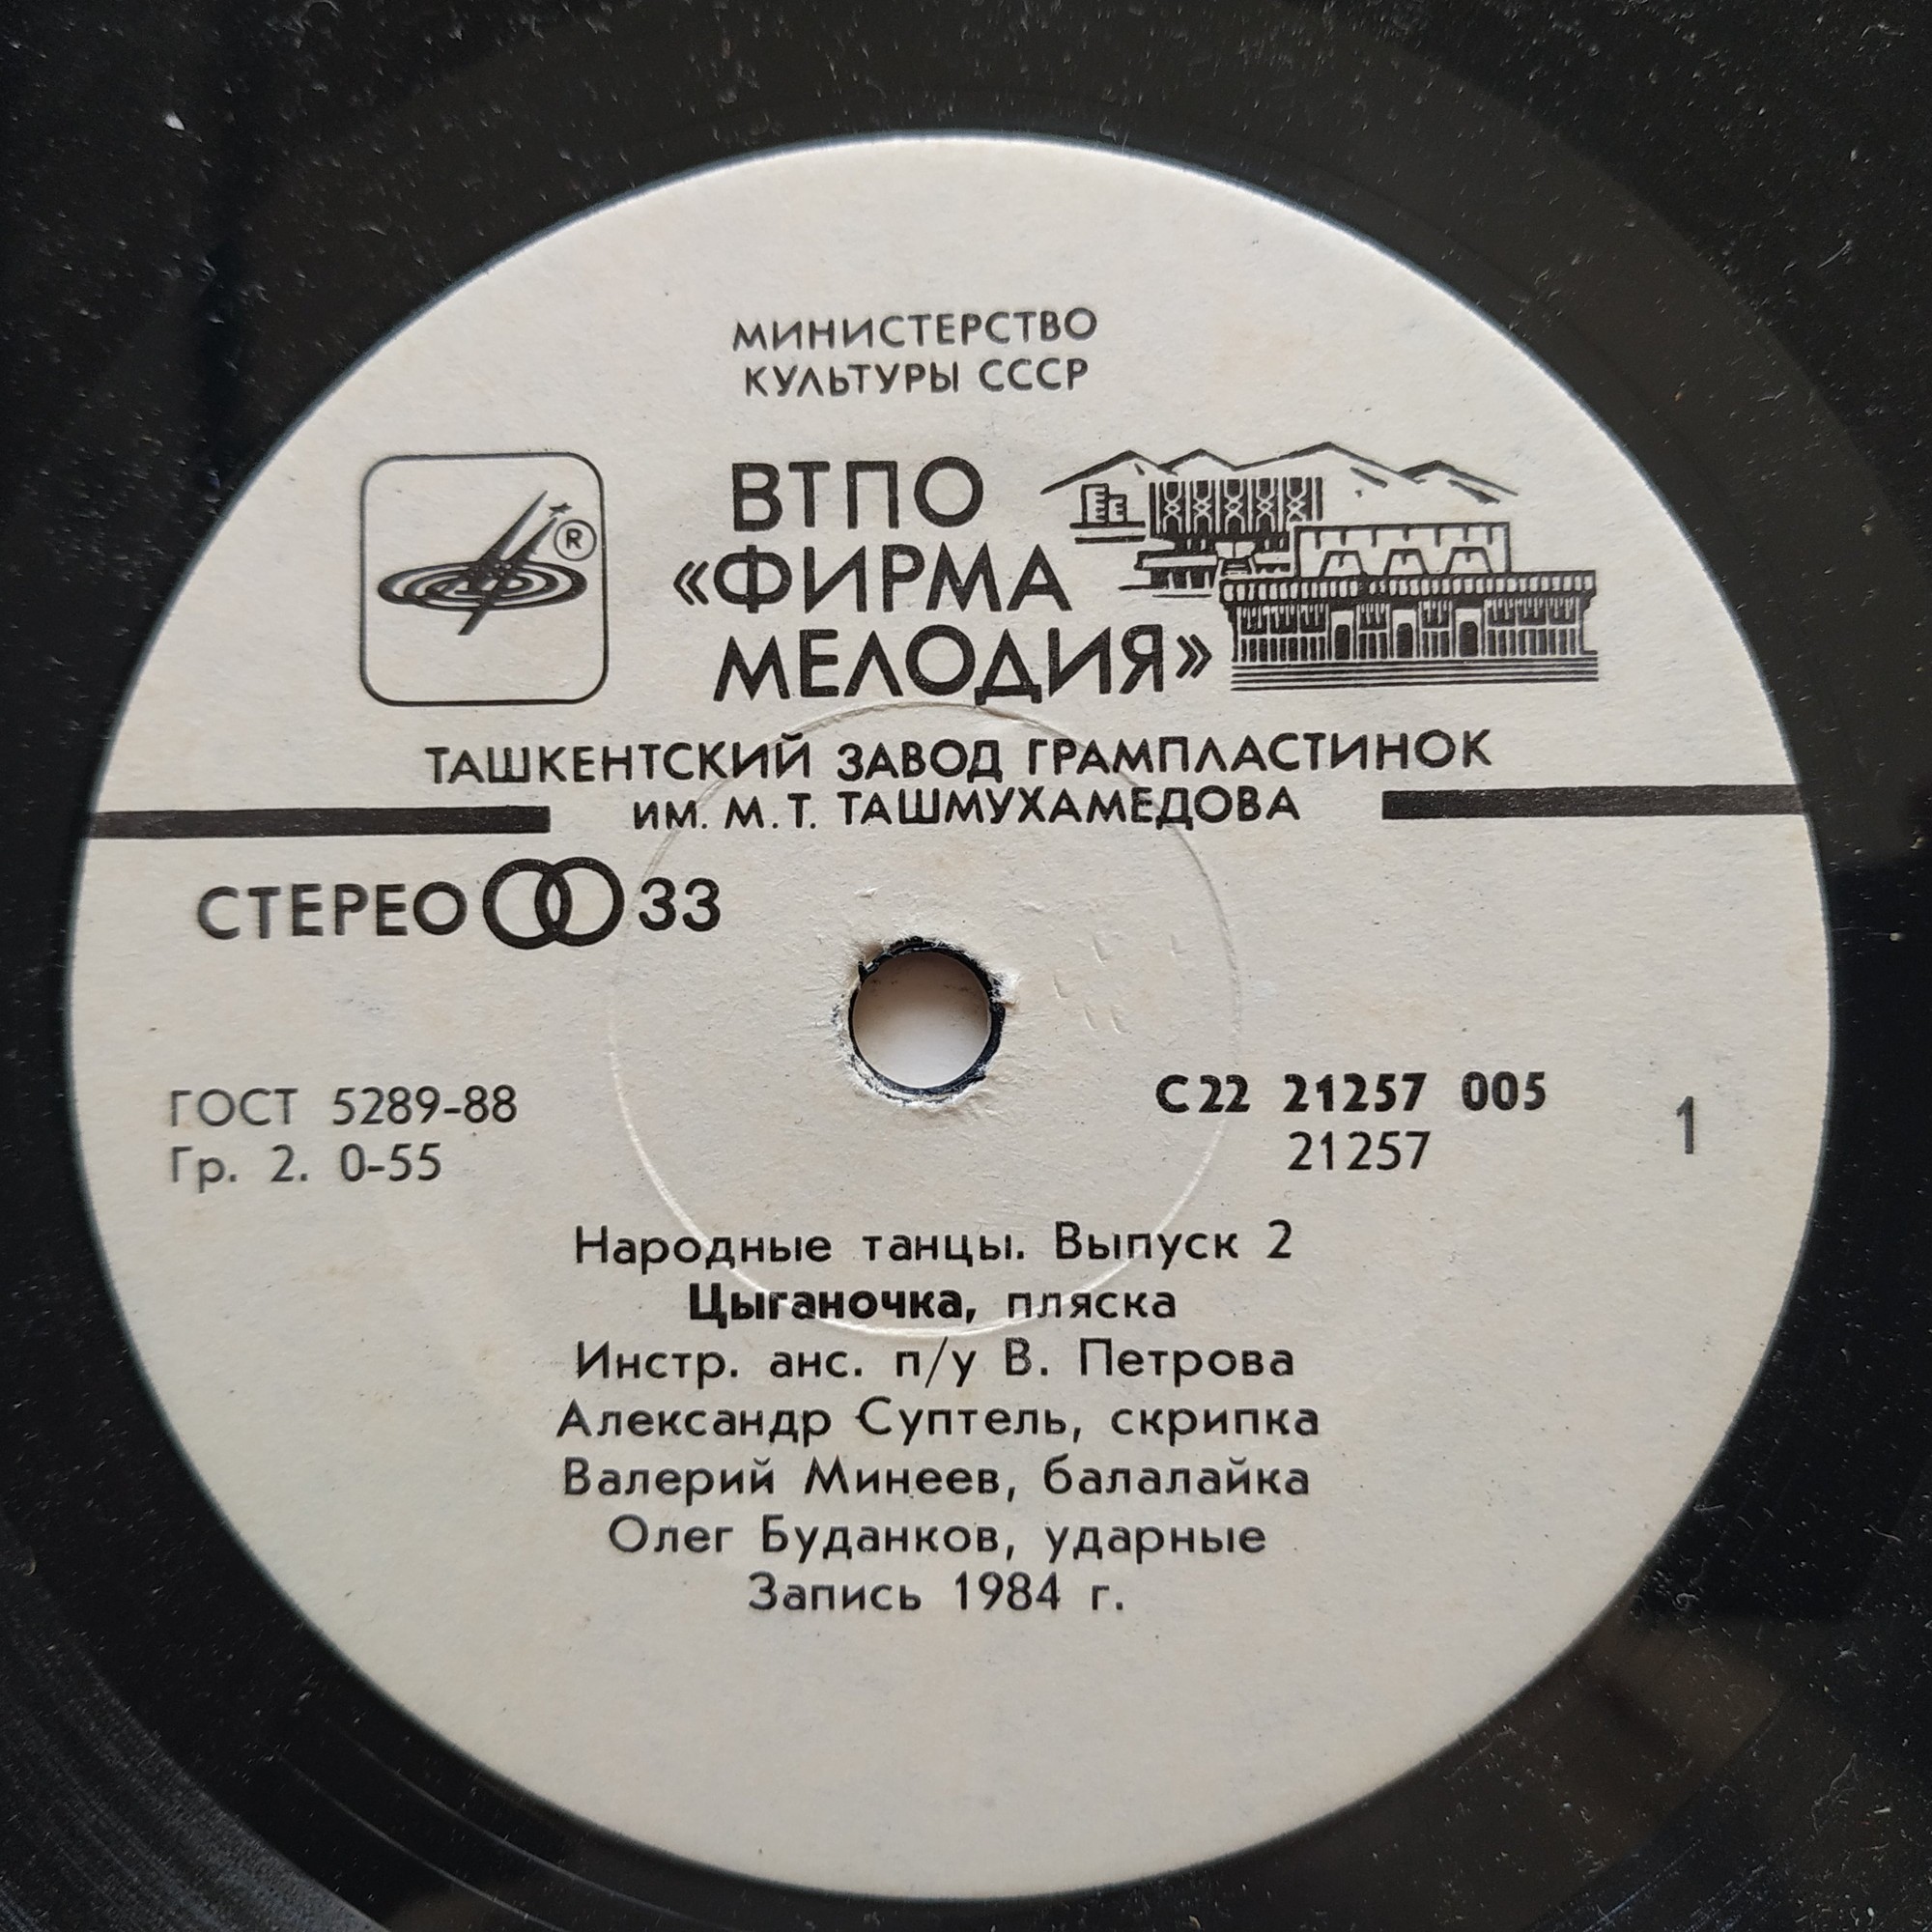 МИНИСТЕРСТВО
КУЛЬТУРЫ СССР
ВТПО
«ФИРМА
МЕЛОДИЯ»
®
ТАШКЕНТСКИЙ ЗАВОД ГРАМПЛАСТИНОК
ИМ. М. Т. ТАШМУХАМЕДОВА
СТЕРЕО 33
ГОСТ 5289-88
Гр. 2. 0-55
С22 21257 005
21257
1
Народные танцы. Выпуск 2
Цыганочка, пляска
Инстр. анс. п/у В. Петрова
Александр Суптель, скрипка
Валерий Минеев, балалайка
Олег Буданков, ударные
Запись 1984 г.